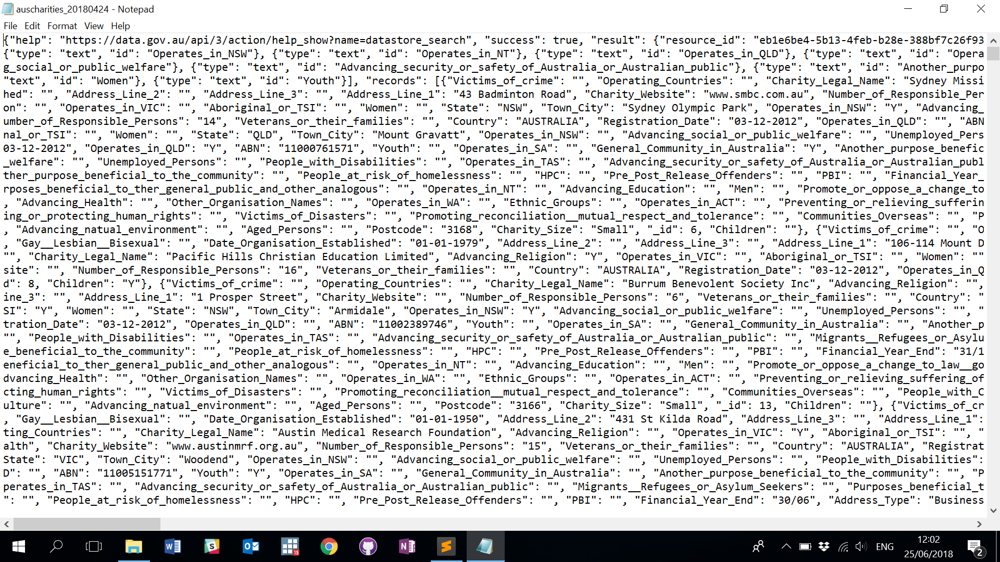 auscharities_20180424 - Notepad
File Edit Format View Help
{"help": "https://data.gov.au/api/3/action/help_show?name=datastore_search", "success": true, "result": {"resource_id": "eb1e6be4-5b13-4feb-b28e-388bf7c26f93
{"type": "text", "id": "Operates_in_NSW"}, {"type": "text", "id": "Operates_in_NT"}, {"type": "text", "id": "Operates_in_QLD"}, {"type": "text", "id": "Opera
g_social_or_public_welfare"}, {"type": "text", "id": "Advancing_security_or_safety_of_Australia_or_Australian_public"}, {"type": "text", "id": "Another_purpo
"text", "id": "Women"}, {"type": "text", "id": "Youth"}], "records": [{"Victims_of_crime": "", "Operating_Countries": "", "Charity_Legal_Name": "Sydney Missi
hed": "", "Address_Line_2": "", "Address_Line_3": "", "Address_Line_1": "43 Badminton Road", "Charity_Website": "www.smbc.com.au", "Number_of_Responsible_Per
on": "", "Operates_in_VIC": "", "Aboriginal_or_TSI": "", "Women": "", "State": "NSW", "Town_City": "Sydney Olympic Park", "Operates_in_NSW": "Y", "Advancing_
umber_of_Responsible_Persons": "14", "Veterans_or_their_families": "", "Country": "AUSTRALIA", "Registration_Date": "03-12-2012", "Operates_in_QLD": "", "ABN
nal_or_TSI": "", "Women": "", "State": "QLD", "Town_City": "Mount Gravatt", "Operates_in_NSW": "", "Advancing_social_or_public_welfare": "", "Unemployed_Pers
03-12-2012", "Operates_in_QLD": "Y", "ABN": "11000761571", "Youth": "", "Operates_in_SA": "", "General_Community_in_Australia": "Y", "Another_purpose_benefic
_welfare": "", "Unemployed_Persons": "", "People_with_Disabilities": "", "Operates_in_TAS": "", "Advancing_security_or_safety_of_Australia_or_Australian_publ
ther_purpose_beneficial_to_the_community": "", "People_at_risk_of_homelessness": "", "HPC": "", "Pre_Post_Release_Offenders": "", "PBI": "", "Financial_Year_
rposes_beneficial_to_ther_general_public_and_other_analogous": "", "Operates_in_NT": "", "Advancing_Education": "", "Men": "", "Promote_or_oppose_a_change_to
, "Advancing_Health": "", "Other_Organisation_Names": "", "Operates_in_WA": "", "Ethnic_Groups": "", "Operates_in_ACT": "", "Preventing_or_relieving_sufferin
ing_or_protecting_human_rights": "", "Victims_of_Disasters": "", "Promoting_reconciliation__mutual_respect_and_tolerance": "", "Communities_Overseas": "", "P
, "Advancing_natual_environment": "", "Aged_Persons": "", "Postcode": "3168", "Charity_Size": "Small", "_id": 6, "Children": ""}, {"Victims_of_crime": "", "O
, "Gay__Lesbian__Bisexual": "", "Date_Organisation_Established": "01-01-1979", "Address_Line_2": "", "Address_Line_3": "", "Address_Line_1": "106-114 Mount D
"", "Charity_Legal_Name": "Pacific Hills Christian Education Limited", "Advancing_Religion": "Y", "Operates_in_VIC": "", "Aboriginal_or_TSI": "", "Women": ""
site": "", "Number_of_Responsible_Persons": "16", "Veterans_or_their_families": "", "Country": "AUSTRALIA", "Registration_Date": "03-12-2012", "Operates_in_Q
d": 8, "Children": "Y"}, {"Victims_of_crime": "", "Operating_Countries": "", "Charity_Legal_Name": "Burrum Benevolent Society Inc", "Advancing_Religion": "",
ine_3": "", "Address_Line_1": "1 Prosper Street", "Charity_Website": "", "Number_of_Responsible_Persons": "6", "Veterans_or_their_families": "", "Country": "
SI": "Y", "Women": "", "State": "NSW", "Town_City": "Armidale", "Operates_in_NSW": "Y", "Advancing_social_or_public_welfare": "", "Unemployed_Persons": "", "
tration_Date": "03-12-2012", "Operates_in_QLD": "", "ABN": "11002389746", "Youth": "", "Operates_in_SA": "", "General_Community_in_Australia": "", "Another_p
"", "People_with_Disabilities": "", "Operates_in_TAS": "", "Advancing_security_or_safety_of_Australia_or_Australian_public": "", "Migrants__Refugees_or_Asylu
e_beneficial_to_the_community": "", "People_at_risk_of_homelessness": "", "HPC": "", "Pre_Post_Release_Offenders": "", "PBI": "", "Financial_Year_End": "31/1
eneficial_to_ther_general_public_and_other_analogous": "", "Operates_in_NT": "", "Advancing_Education": "", "Men": "", "Promote_or_oppose_a_change_to_law__go
dvancing_Health": "", "Other_Organisation_Names": "", "Operates_in_WA": "", "Ethnic_Groups": "", "Operates_in_ACT": "", "Preventing_or_relieving_suffering_of
cting_human_rights": "", "Victims_of_Disasters": "", "Promoting_reconciliation__mutual_respect_and_tolerance": "", "Communities_Overseas": "", "People_with_C
ulture": "", "Advancing_natual_environment": "", "Aged_Persons": "", "Postcode": "3166", "Charity_Size": "Small", "_id": 13, "Children": ""}, {"Victims_of_cr
, "Gay__Lesbian__Bisexual": "", "Date_Organisation_Established": "01-01-1950", "Address_Line_2": "431 St Kilda Road", "Address_Line_3": "", "Address_Line_1":
ting_Countries": "", "Charity_Legal_Name": "Austin Medical Research Foundation", "Advancing_Religion": "", "Operates_in_VIC": "Y", "Aboriginal_or_TSI": "", "
alth", "Charity_Website": "www.austinmrf.org.au", "Number_of_Responsible_Persons": "15", "Veterans_or_their_families": "", "Country": "AUSTRALIA", "Registrat
State": "VIC", "Town_City": "Woodend", "Operates_in_NSW": "", "Advancing_social_or_public_welfare": "", "Unemployed_Persons": "", "People_with_Disabilities":
D": "", "ABN": "11005151771", "Youth": "Y", "Operates_in_SA": "", "General_Community_in_Australia": "", "Another_purpose_beneficial_to_the_community": "", "P
perates_in_TAS": "", "Advancing_security_or_safety_of_Australia_or_Australian_public": "", "Migrants__Refugees_or_Asylum_Seekers": "", "Purposes_beneficial_t
": "", "People_at_risk_of_homelessness": "", "HPC": "", "Pre_Post_Release_Offenders": "", "PBI": "", "Financial_Year_End": "30/06", "Address_Type": "Business
15
ENG
12:02
25/06/2018
2